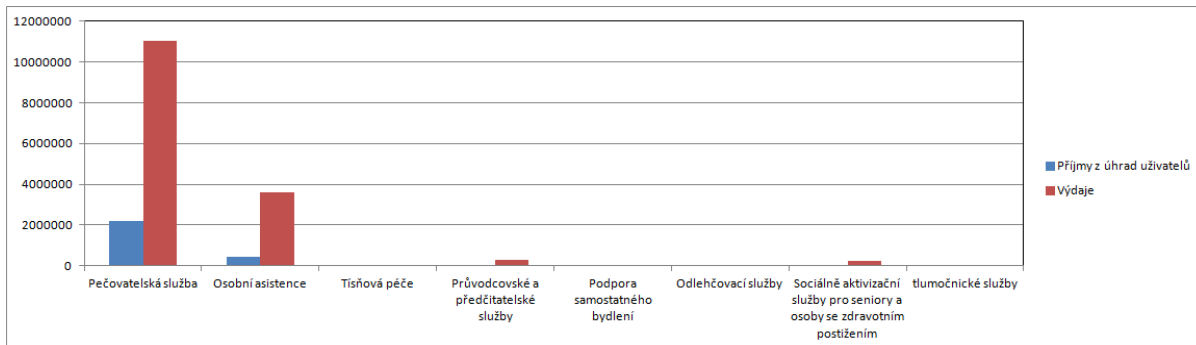 12000000
10000000
8000000
6000000
4000000
2000000
0
Pečovatelská služba
Osobní asistence
Tísňová péče
Průvodcovské a
předčitatelské
služby
Podpora
samostatného
bydlení
Odlehčovací služby
Sociálně aktivizační
služby pro seniory a
osoby se zdravotním
postižením
tlumočnické služby
Příjmy z úhrad uživatelů
Výdaje